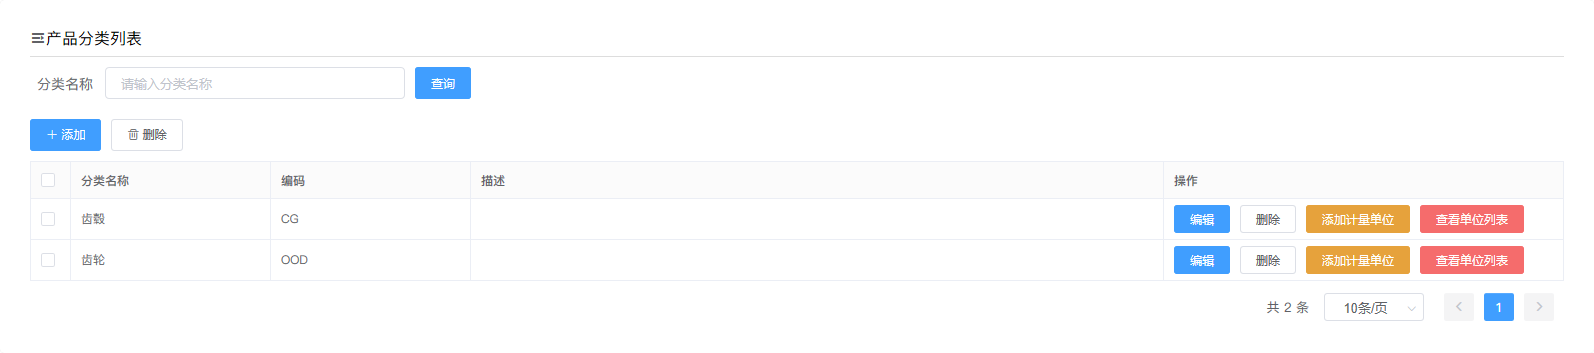 产品分类列表
分类名称 请输入分类名称 查询
添加 删除
分类名称 编码 描述 操作
齿毂 CG 编辑 删除 添加计量单位 查看单位列表
齿轮 OOD 编辑 删除 添加计量单位 查看单位列表
共 2 条 10条/页 1